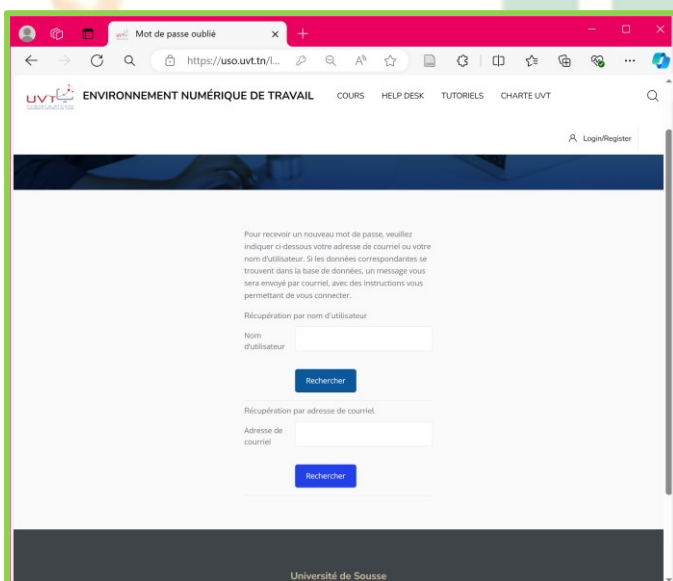 Mot de passe oublié
https://uso.uvt.tn/l...
UVT
ENVIRONNEMENT NUMÉRIQUE DE TRAVAIL
COURS
HELP DESK
TUTORIELS
CHARTE UVT
Login/Register
Pour recevoir un nouveau mot de passe, veuillez
indiquer ci-dessous votre adresse de courriel ou votre
nom d'utilisateur. Si les données correspondantes se
trouvent dans la base de données, un message vous
sera envoyé par courriel, avec des instructions vous
permettant de vous connecter.
Récupération par nom d'utilisateur
Nom
d'utilisateur
Rechercher
Récupération par adresse de courriel
Adresse de
courriel
Rechercher
Université de Sousse